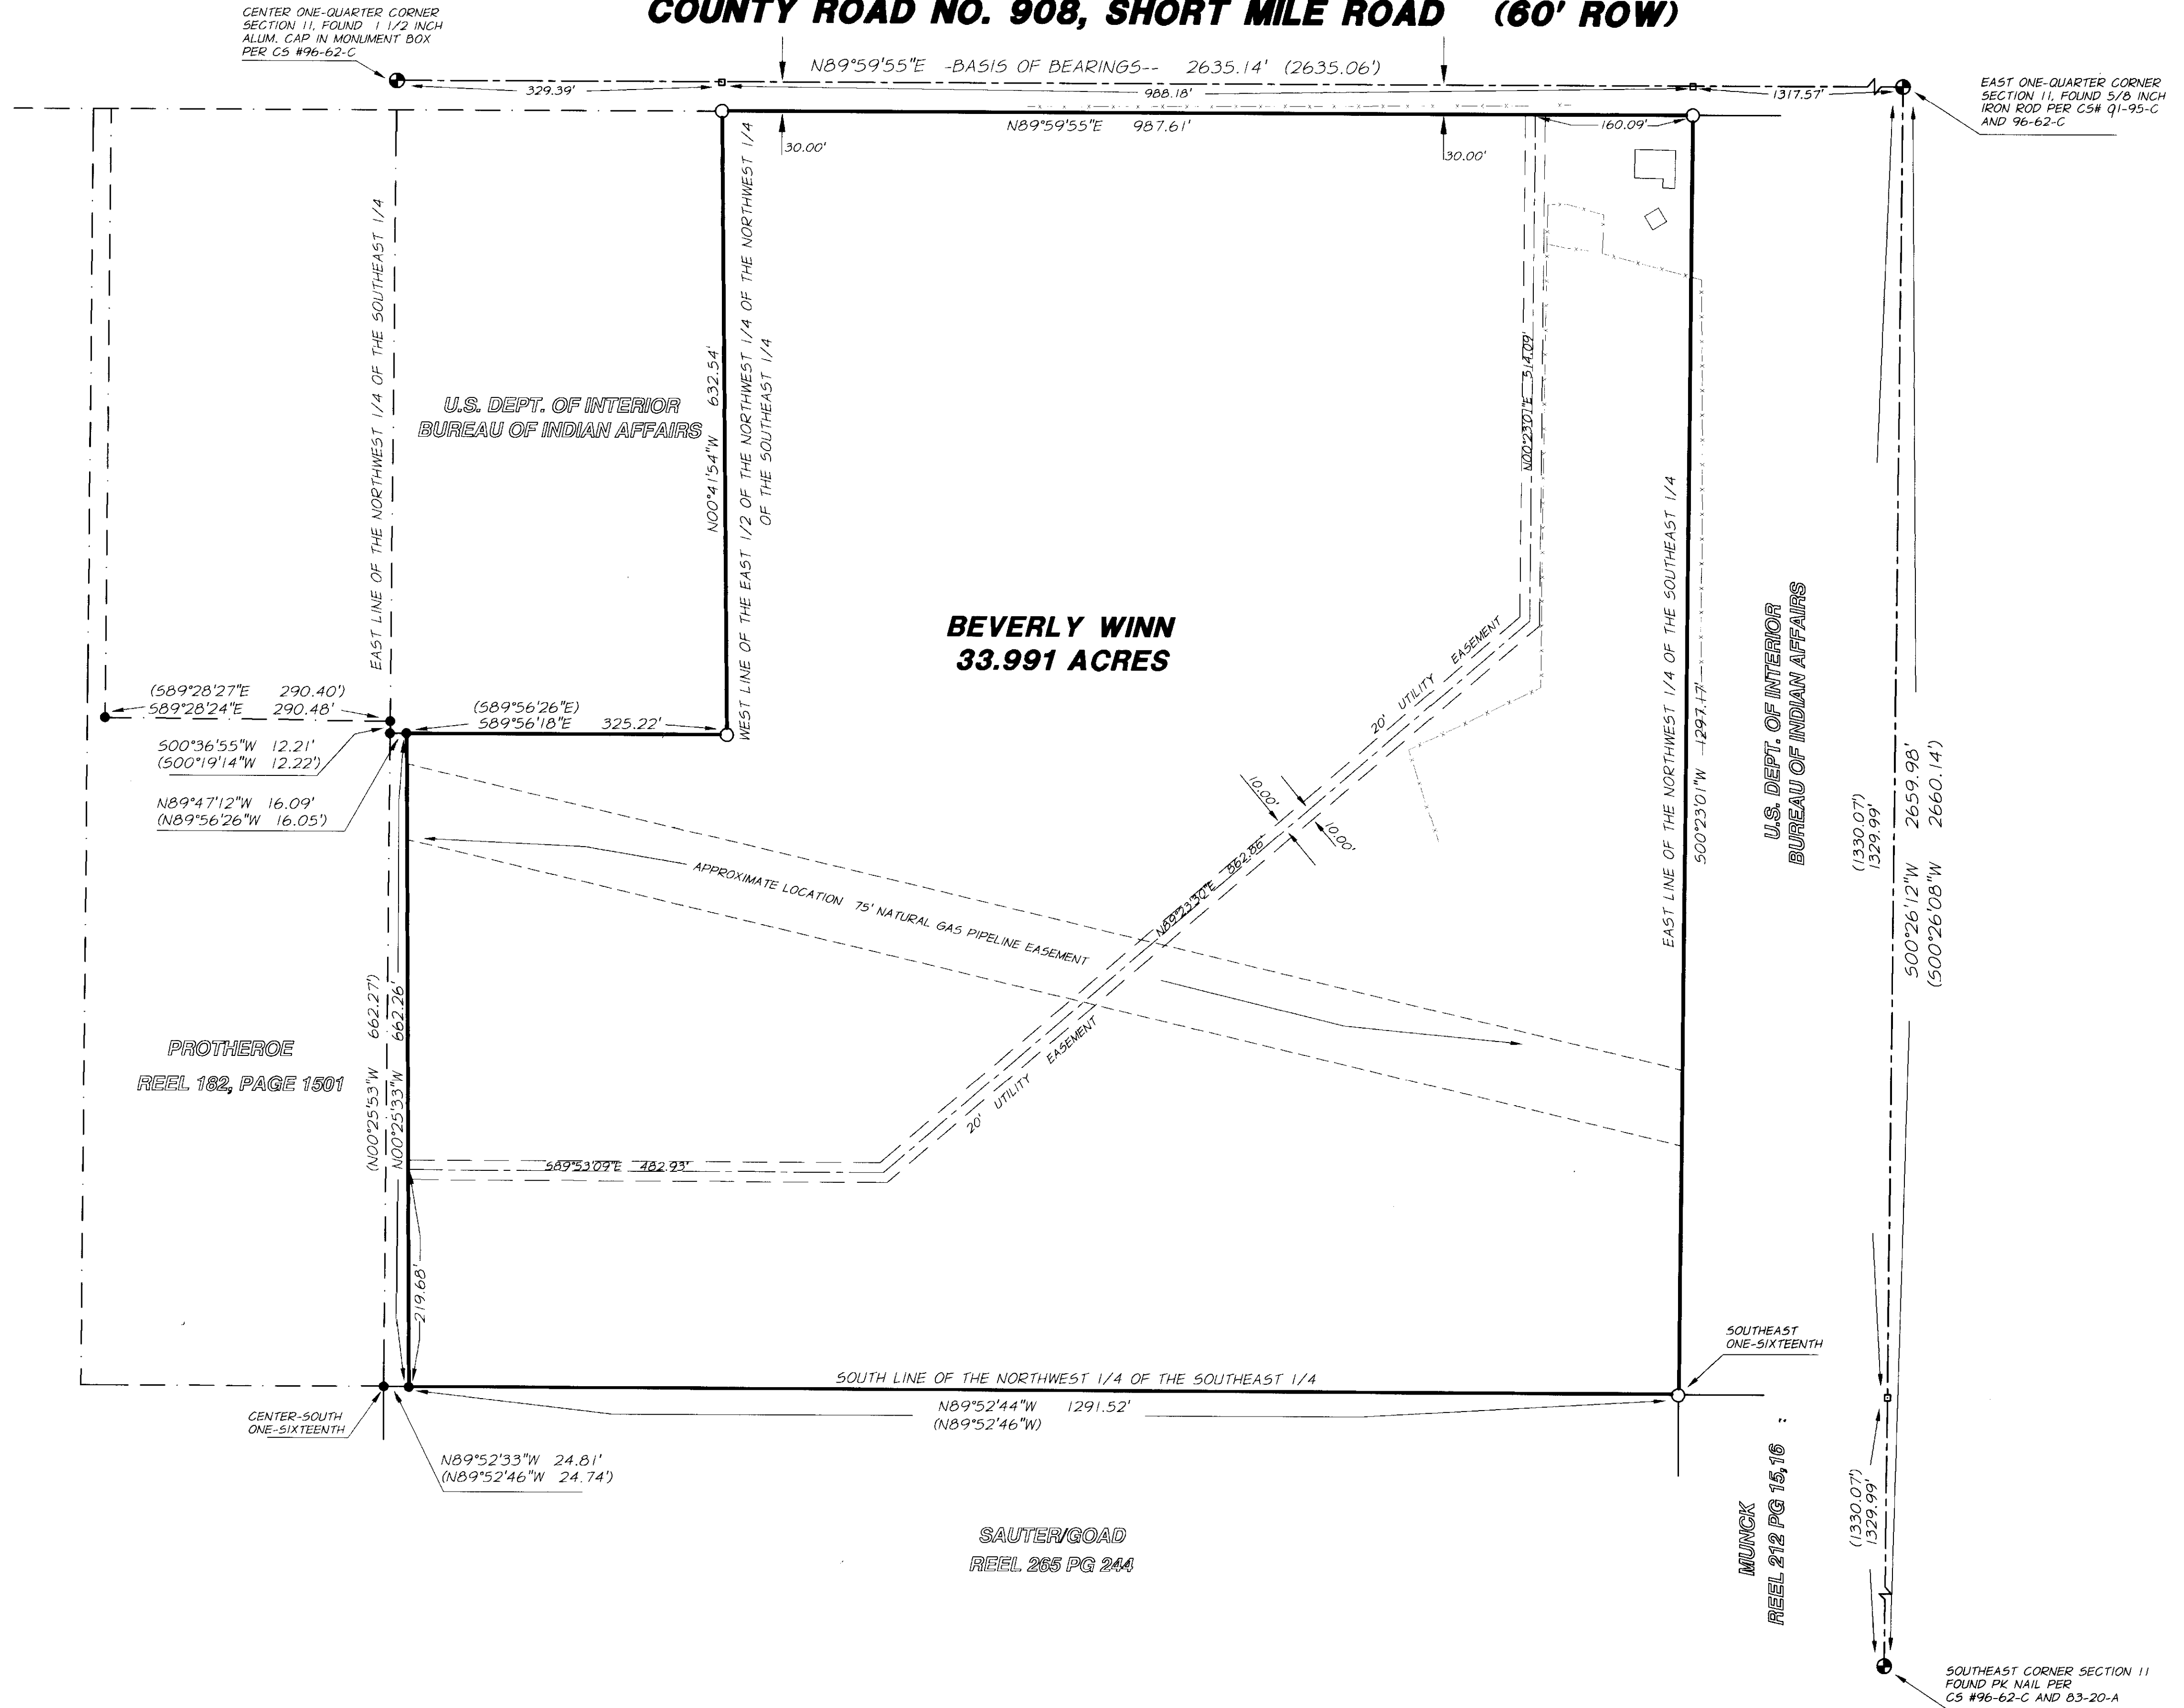 COUNTY ROAD NO. 908, SHORT MILE ROAD (60' ROW)
CENTER ONE-QUARTER CORNER
SECTION 11, FOUND 1 1/2 INCH
ALUM. CAP IN MONUMENT BOX
PER CS #96-62-C
N89°59'55"E -BASIS OF BEARINGS-- 2635.14' (2635.06')
329.39'
988.18'
1317.57'
EAST ONE-QUARTER CORNER
SECTION 11, FOUND 5/8 INCH
IRON ROD PER CS# 91-95-C
AND 96-62-C
N89°59'55"E 987.61'
160.09'
30.00'
30.00'
EAST LINE OF THE NORTHWEST 1/4 OF THE SOUTHEAST 1/4
U.S. DEPT. OF INTERIOR
BUREAU OF INDIAN AFFAIRS
N00°41'54"W 632.54'
WEST LINE OF THE EAST 1/2 OF THE NORTHWEST 1/4 OF THE NORTHWEST 1/4
OF THE SOUTHEAST 1/4
N00°23'01"E 514.09'
EAST LINE OF THE NORTHWEST 1/4 OF THE SOUTHEAST 1/4
S00°23'01"W 1297.17'
U.S. DEPT. OF INTERIOR
BUREAU OF INDIAN AFFAIRS
BEVERLY WINN
33.991 ACRES
20' UTILITY EASEMENT
(S89°28'27"E 290.40')
S89°28'24"E 290.48'
(S89°56'26"E)
S89°56'18"E 325.22'
S00°36'55"W 12.21'
(S00°19'14"W 12.22')
N89°47'12"W 16.09'
(N89°56'26"W 16.05')
10.00'
10.00'
(1330.07')
1329.99'
S00°26'12"W 2659.98'
(S00°26'08"W 2660.14')
APPROXIMATE LOCATION 75' NATURAL GAS PIPELINE EASEMENT
N89°23'30"E 862.86'
20' UTILITY EASEMENT
PROTHEROE
REEL 182, PAGE 1501
(N00°25'53"W 662.27')
N00°25'33"W 662.26'
S89°53'09"E 482.93'
219.68'
SOUTHEAST
ONE-SIXTEENTH
SOUTH LINE OF THE NORTHWEST 1/4 OF THE SOUTHEAST 1/4
N89°52'44"W 1291.52'
(N89°52'46"W)
CENTER-SOUTH
ONE-SIXTEENTH
N89°52'33"W 24.81'
(N89°52'46"W 24.74')
SAUTER/GOAD
REEL 265 PG 244
MUNCK
REEL 212 PG 15,16
(1330.07')
1329.99'
SOUTHEAST CORNER SECTION 11
FOUND PK NAIL PER
CS #96-62-C AND 83-20-A